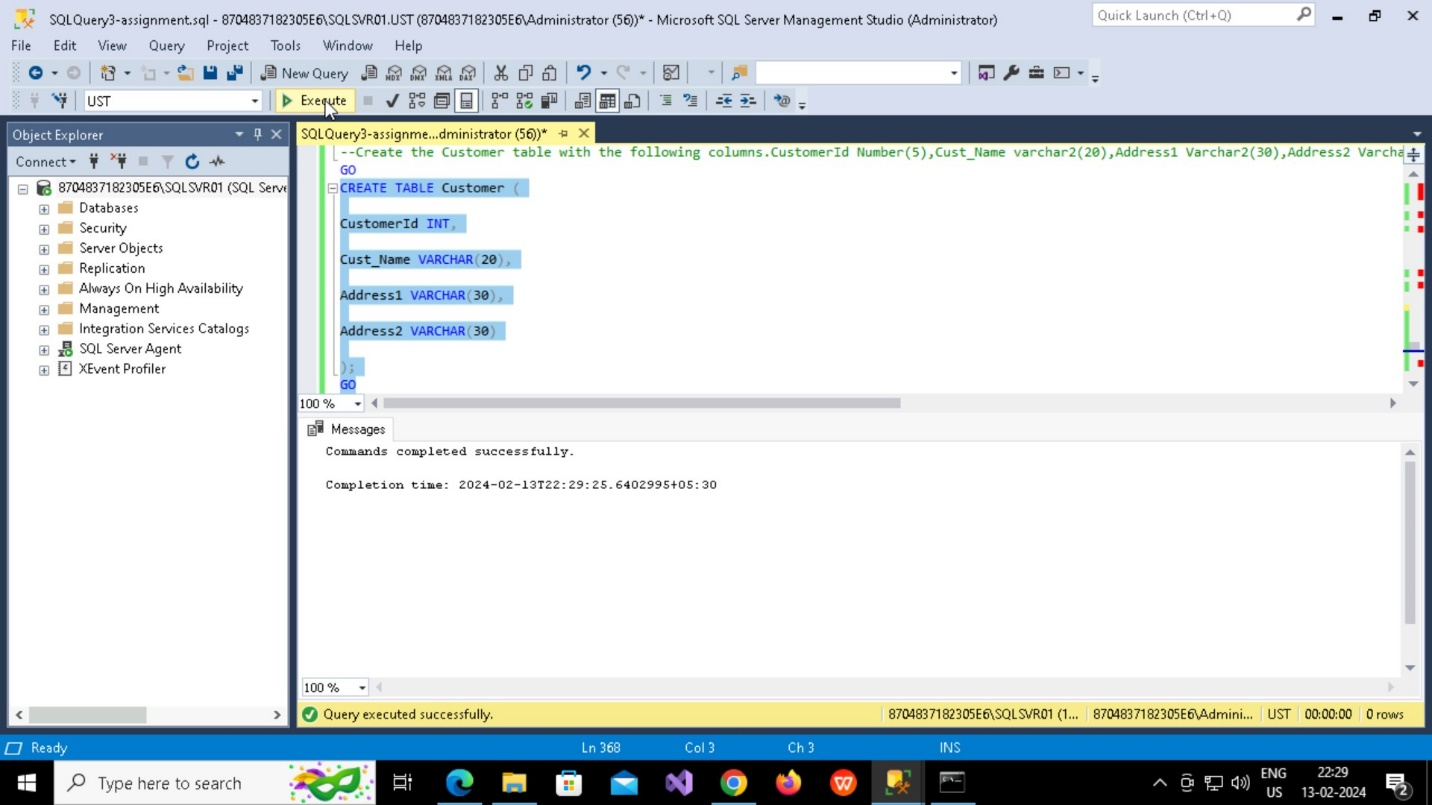 SQLQuery3-assignment.sql - 8704837182305E6\SQLSVR01.UST (8704837182305E6\Administrator (56))* - Microsoft SQL Server Management Studio (Administrator)
Quick Launch (Ctrl+Q)
File Edit View Query Project Tools Window Help
New Query
MDX DMX XMLA DAX
UST
Execute
Object Explorer
SQLQuery3-assignme...dministrator (56))*
Connect
8704837182305E6\SQLSVR01 (SQL Serve
Databases
Security
Server Objects
Replication
Always On High Availability
Management
Integration Services Catalogs
SQL Server Agent
XEvent Profiler
--Create the Customer table with the following columns.CustomerId Number(5),Cust_Name varchar2(20),Address1 Varchar2(30),Address2 Varcha
GO
CREATE TABLE Customer (
CustomerId INT,
Cust_Name VARCHAR(20),
Address1 VARCHAR(30),
Address2 VARCHAR(30)
);
GO
100 %
Messages
Commands completed successfully.
Completion time: 2024-02-13T22:29:25.6402995+05:30
100 %
Query executed successfully.
8704837182305E6\SQLSVR01 (1... 8704837182305E6\Admini... UST 00:00:00 0 rows
Ready
Ln 368
Col 3
Ch 3
INS
Type here to search
ENG
US
22:29
13-02-2024
2